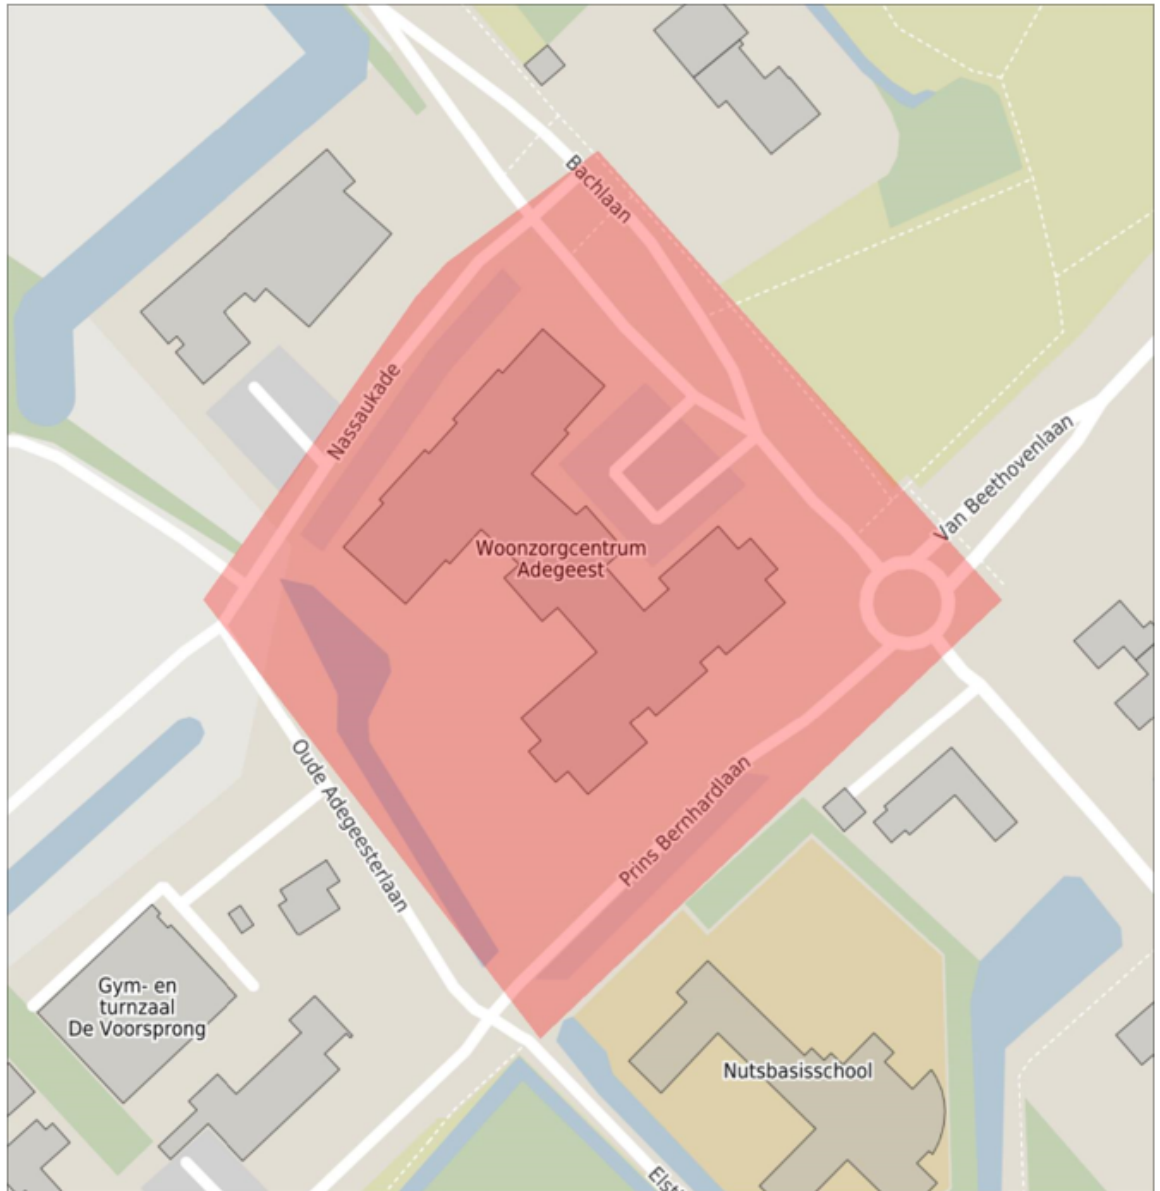 Bachlaan
Nassaukade
Van Beethovenlaan
Woonzorgcentrum
Adegeest
Oude Adegeesterlaan
Prins Bernhardlaan
Gym- en
turnzaal
De Voorsprong
Nutsbasisschool